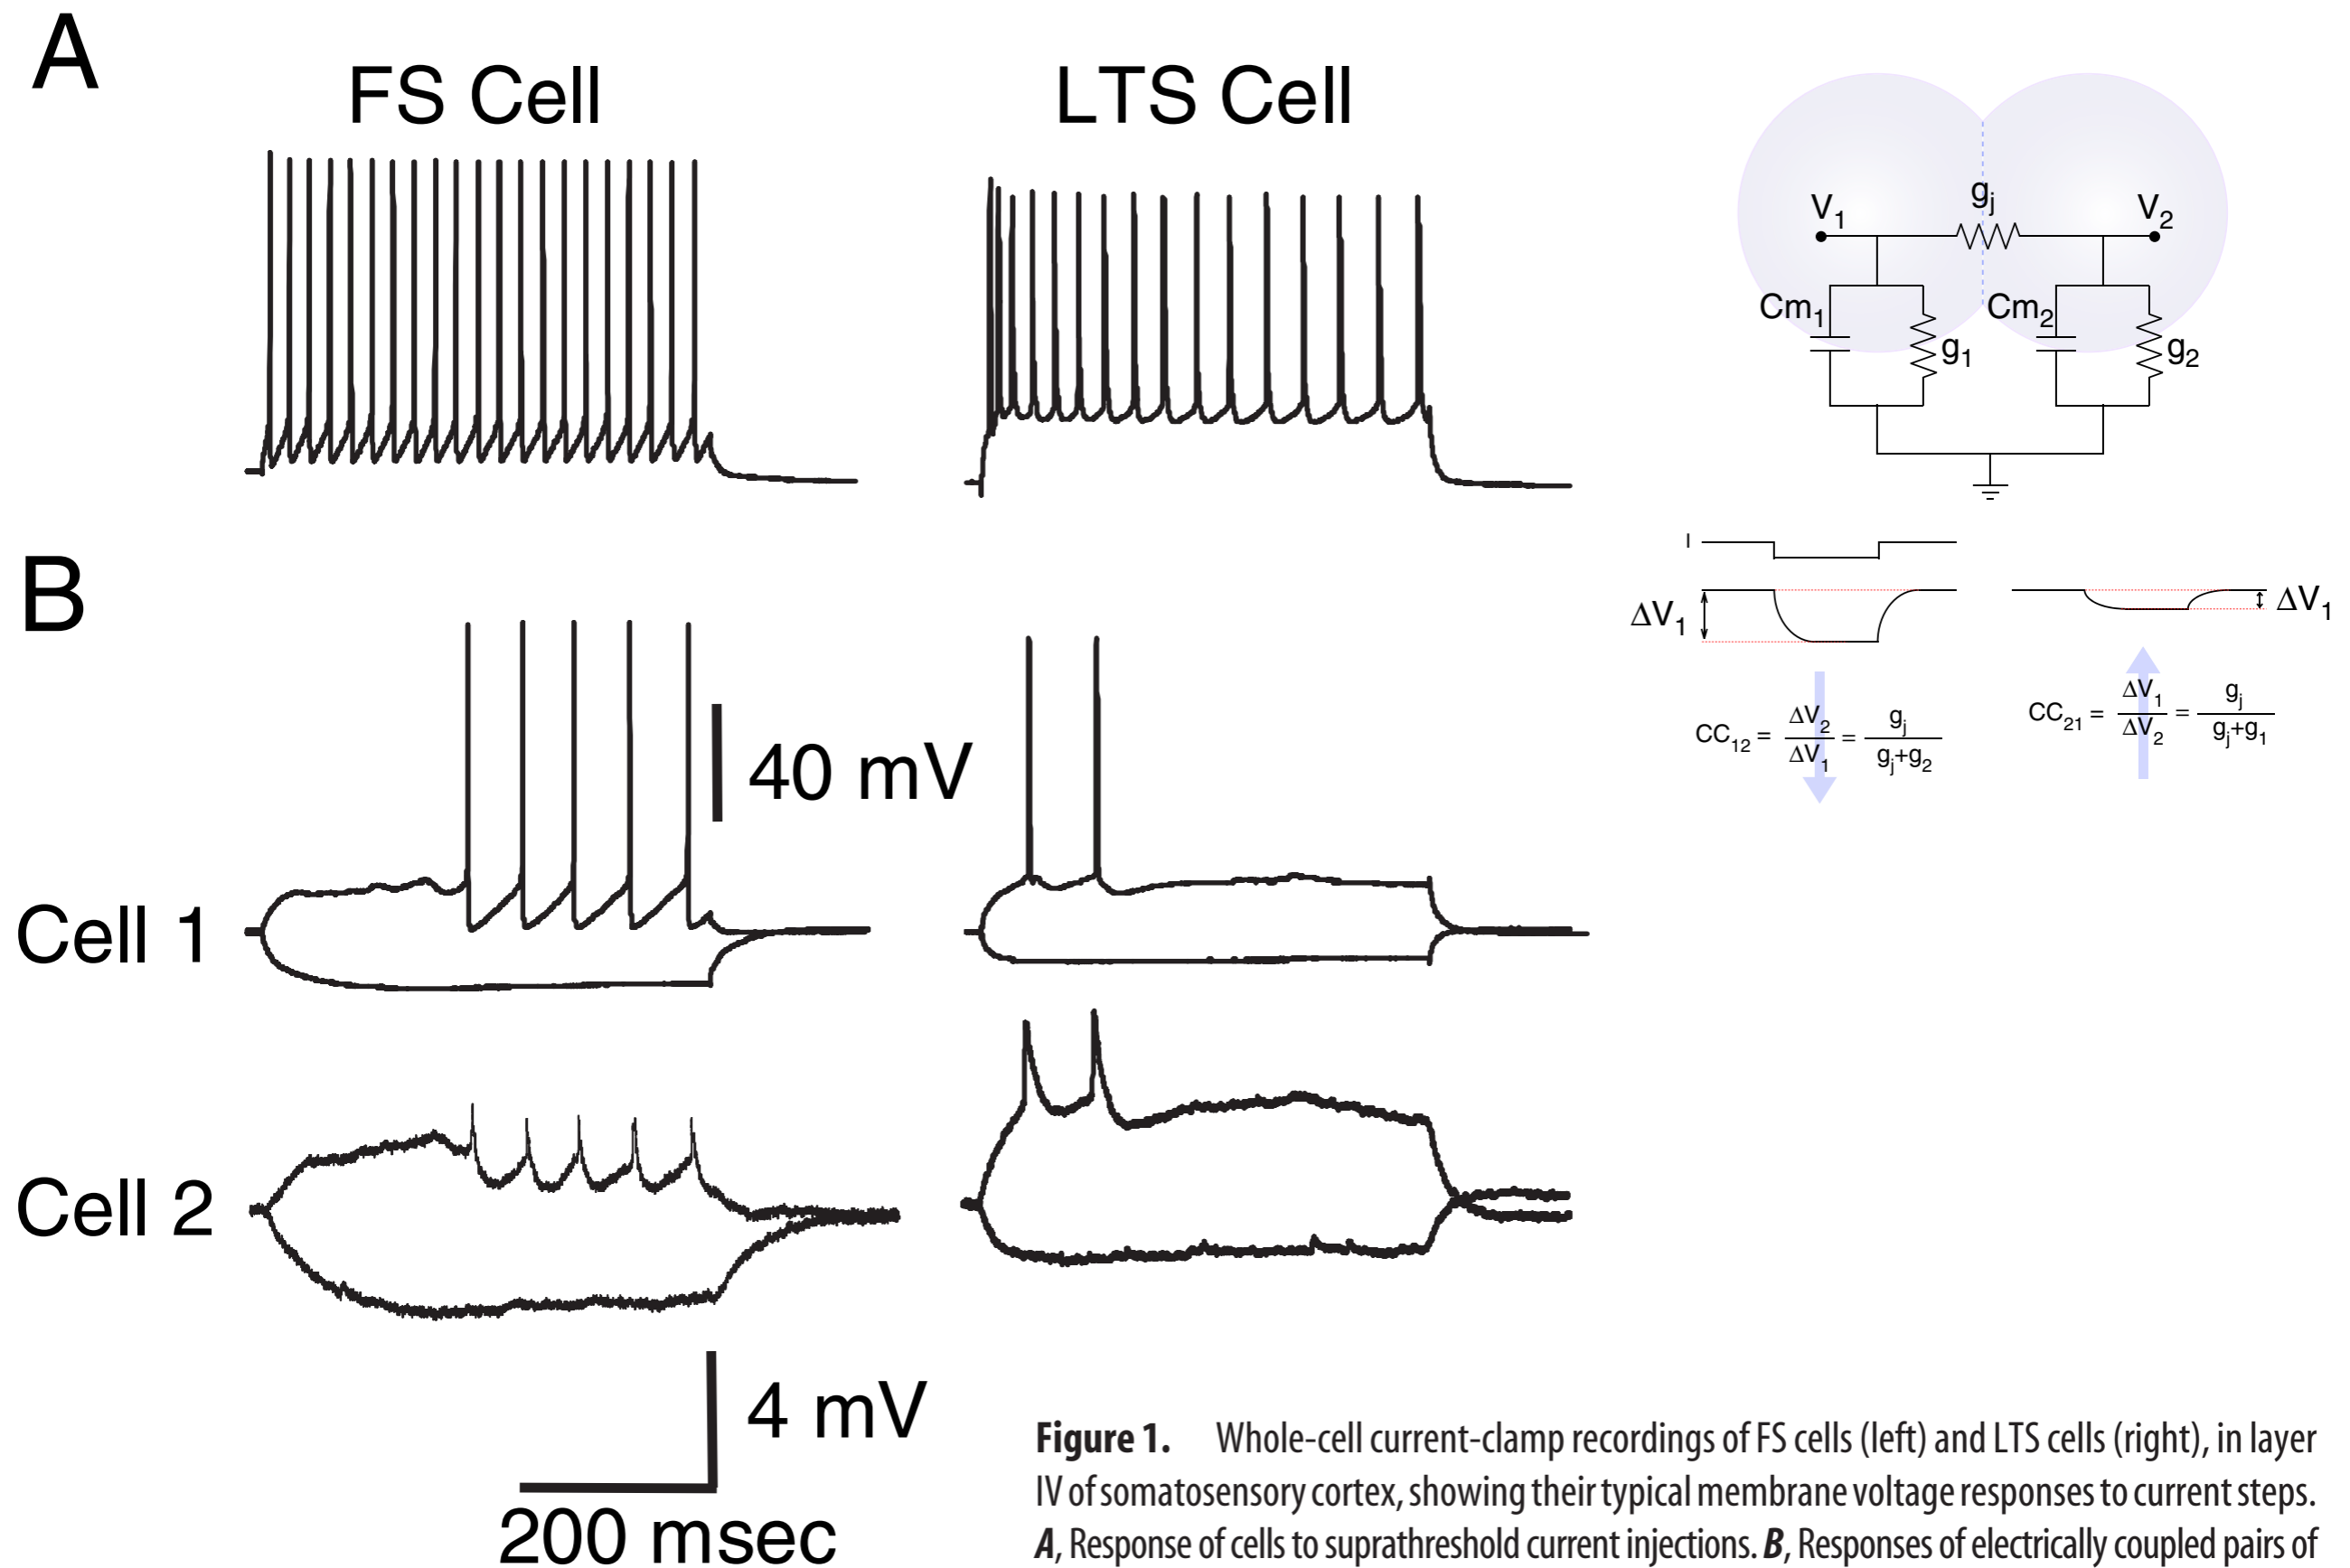 A
FS Cell
LTS Cell
V1
gj
V2
Cm1
g1
Cm2
g2
I
ΔV1
ΔV1
CC12 = ΔV2/ΔV1 = gj/gj+g2
CC21 = ΔV1/ΔV2 = gj/gj+g1
B
40 mV
Cell 1
Cell 2
4 mV
200 msec
Figure 1. Whole-cell current-clamp recordings of FS cells (left) and LTS cells (right), in layer
IV of somatosensory cortex, showing their typical membrane voltage responses to current steps.
A, Response of cells to suprathreshold current injections. B, Responses of electrically coupled pairs of